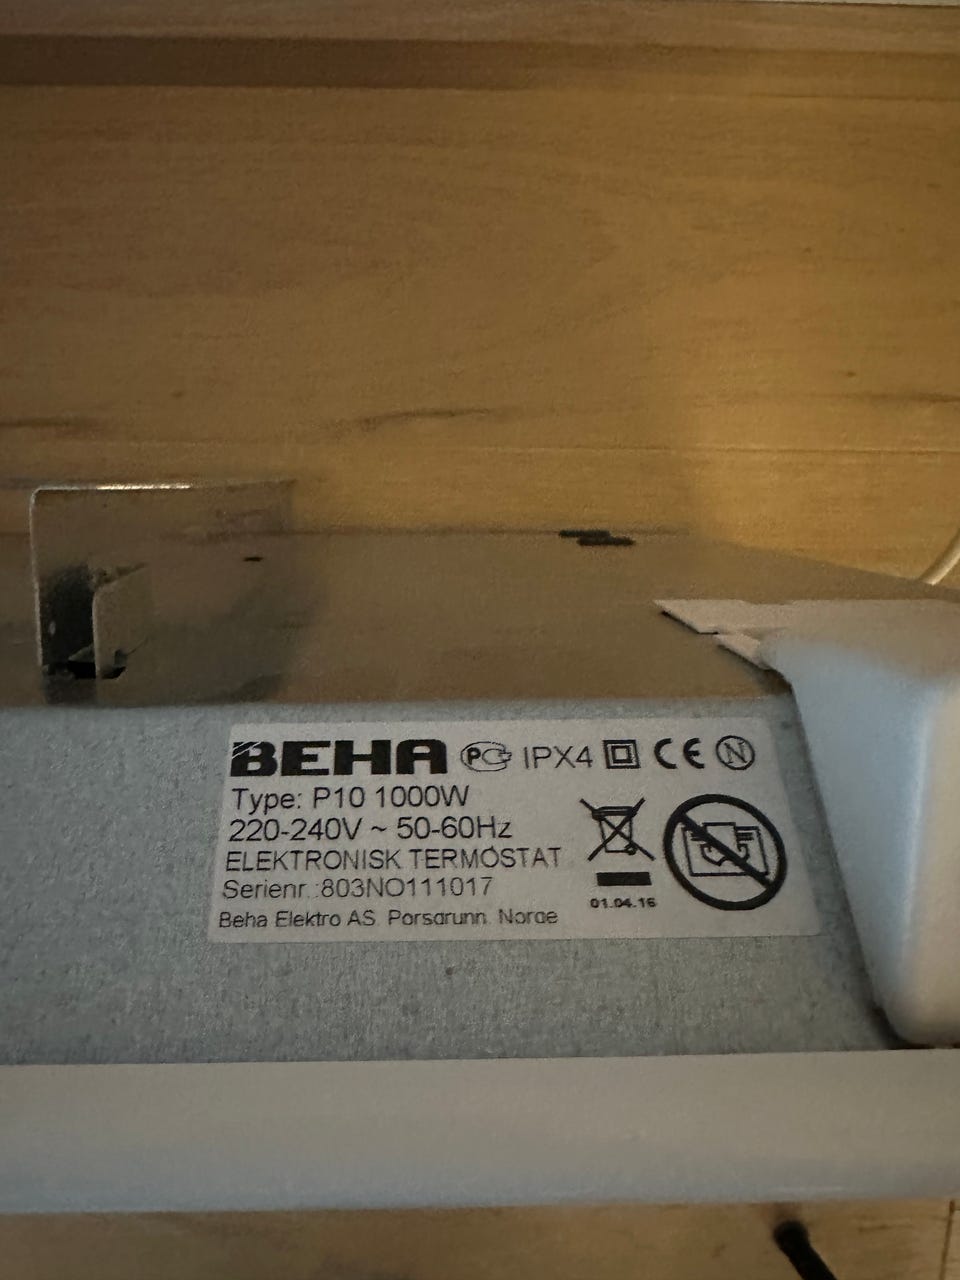 BEHA PC IPX4 CE N
Type: P10 1000W
220-240V ~ 50-60Hz
ELEKTRONISK TERMOSTAT
Serienr.:803NO111017
01.04.16
Beha Elektro AS. Porsgrunn. Norge